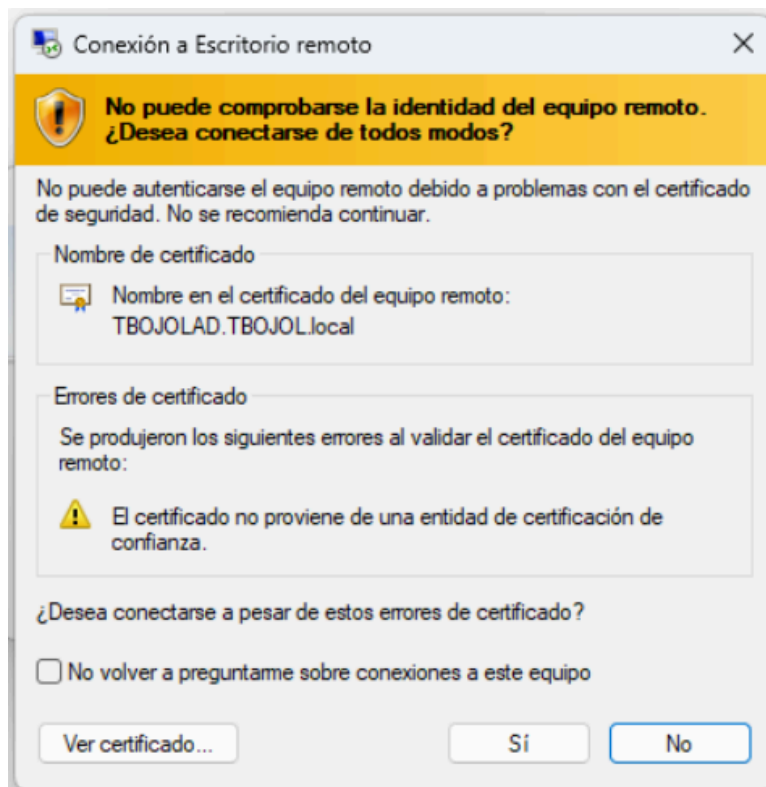 Conexión a Escritorio remoto
No puede comprobarse la identidad del equipo remoto.
¿Desea conectarse de todos modos?
No puede autenticarse el equipo remoto debido a problemas con el certificado
de seguridad. No se recomienda continuar.
Nombre de certificado
Nombre en el certificado del equipo remoto:
TBOJOLAD.TBOJOL.local
Errores de certificado
Se produjeron los siguientes errores al validar el certificado del equipo
remoto:
El certificado no proviene de una entidad de certificación de
confianza.
¿Desea conectarse a pesar de estos errores de certificado?
No volver a preguntarme sobre conexiones a este equipo
Ver certificado...
Sí
No